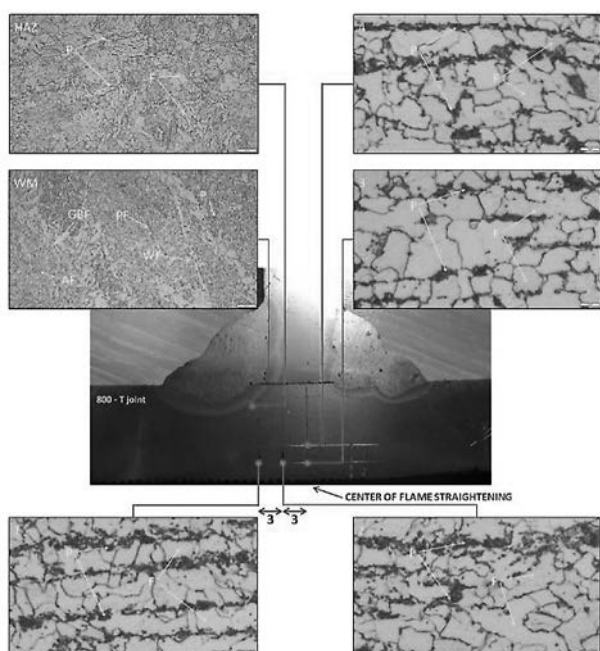 HAZ
P
F
P
F
WM
GBF
PF
P
WF
AF
F
F
800 - T joint
CENTER OF FLAME STRAIGHTENING
3
3
P
F
F